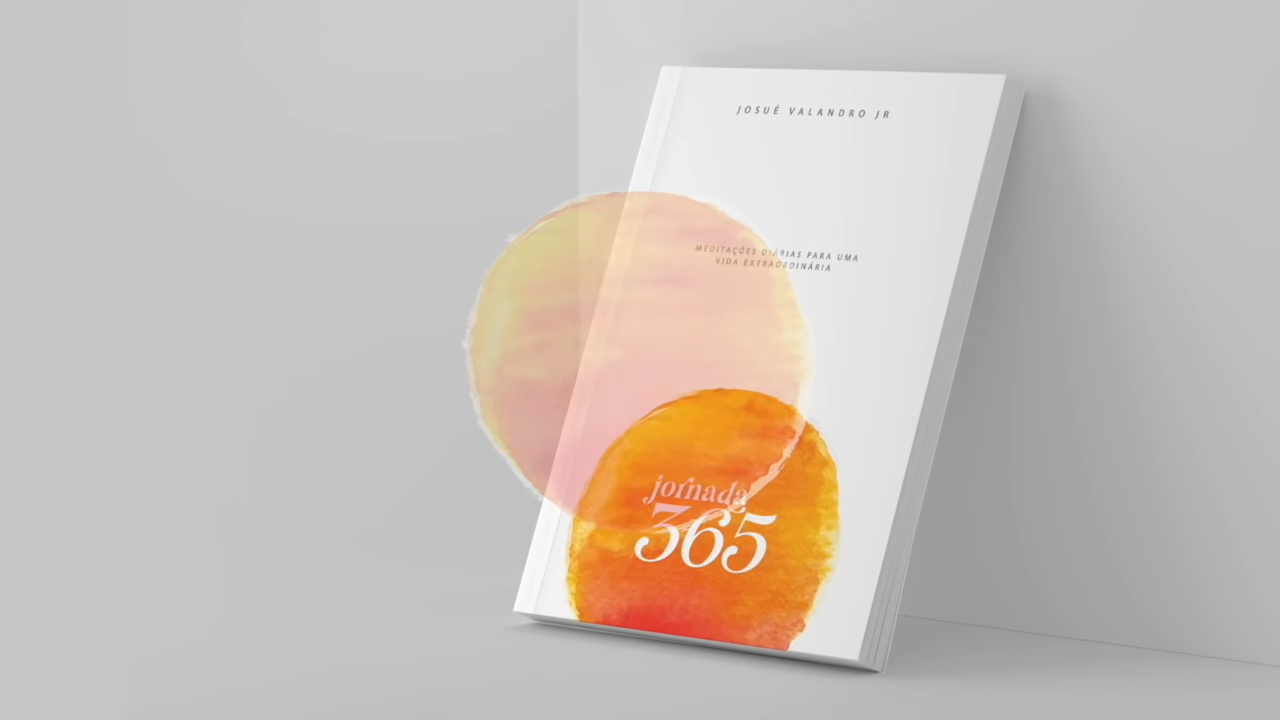 JOSUÉ VALANDRO JR
MEDITAÇÕES DIÁRIAS PARA UMA
VIDA EXTRAORDINÁRIA
jornada
365